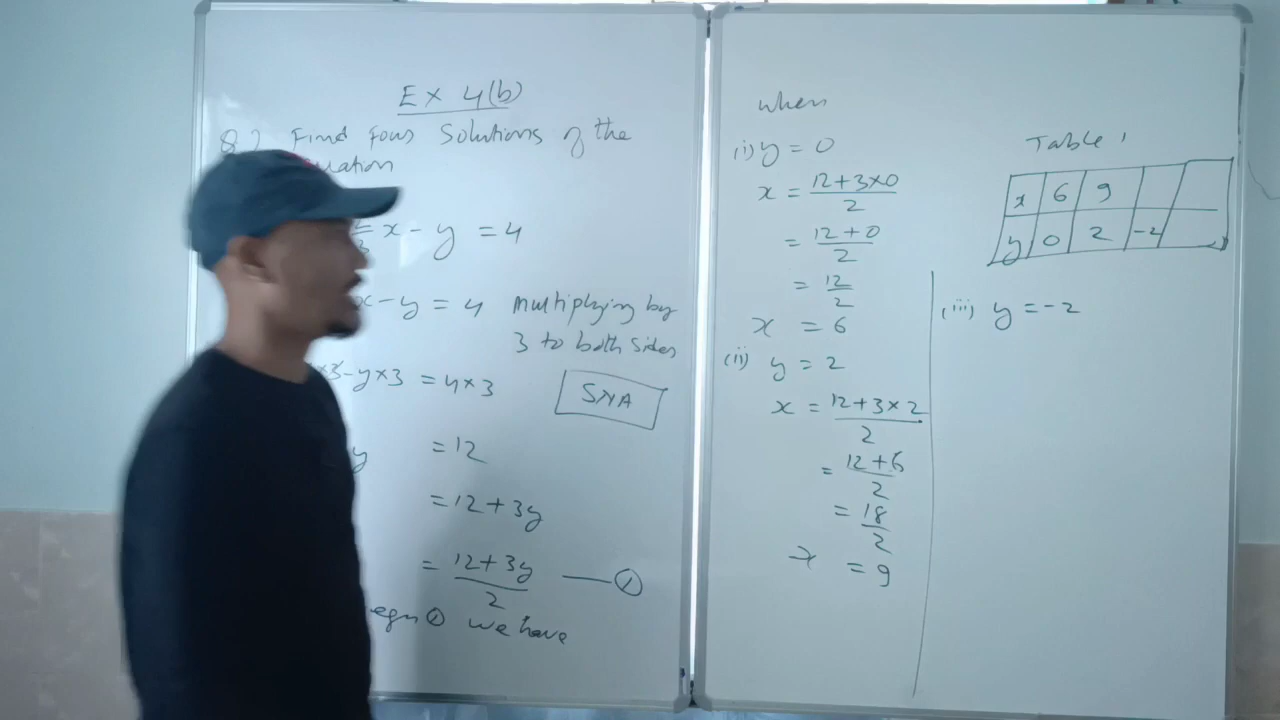 Ex 4(b)
Find four Solutions of the
uation
x - y = 4
x - y = 4 multiplying by
3 to both sides
×3 - y×3 = 4×3
SNA
y = 12
= 12 + 3y
= 12 + 3y / 2 —— ①
eqn ① we have
when
(i) y = 0
x = 12 + 3×0 / 2
= 12 + 0 / 2
= 12 / 2
x = 6
(ii) y = 2
x = 12 + 3×2 / 2
= 12 + 6 / 2
= 18 / 2
x = 9
Table 1
x 6 9
y 0 2 -2
(iii) y = -2